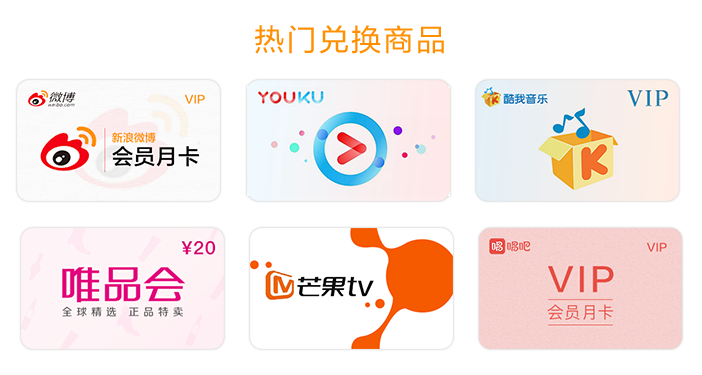 热门兑换商品
微博
weibo.com
VIP
新浪微博
会员月卡
YOUKU
酷我音乐
VIP
K
¥20
唯品会
全球精选 正品特卖
芒果tv
唱 唱吧
VIP
VIP
会员月卡